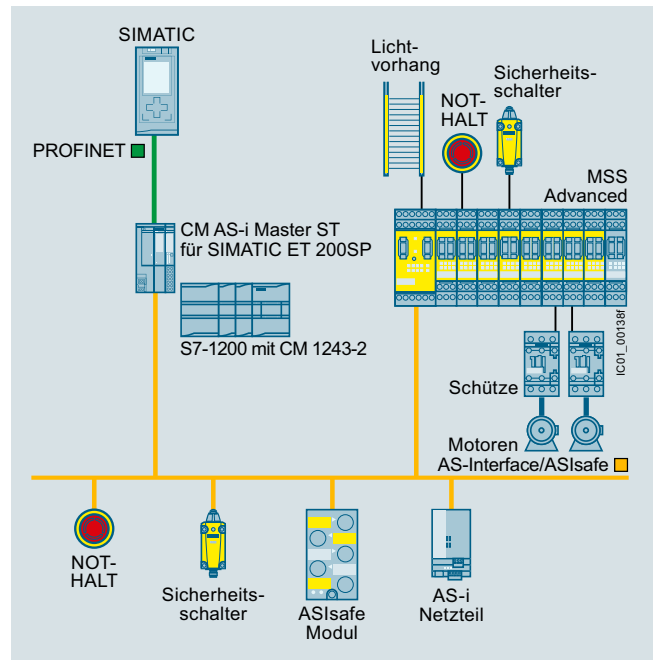 SIMATIC
PROFINET
CM AS-i Master ST
für SIMATIC ET 200SP
S7-1200 mit CM 1243-2
Licht-
vorhang
NOT-
HALT
Sicherheits-
schalter
MSS
Advanced
IC01_00138f
Schütze
Motoren
AS-Interface/ASIsafe
NOT-
HALT
Sicherheits-
schalter
ASIsafe
Modul
AS-i
Netzteil